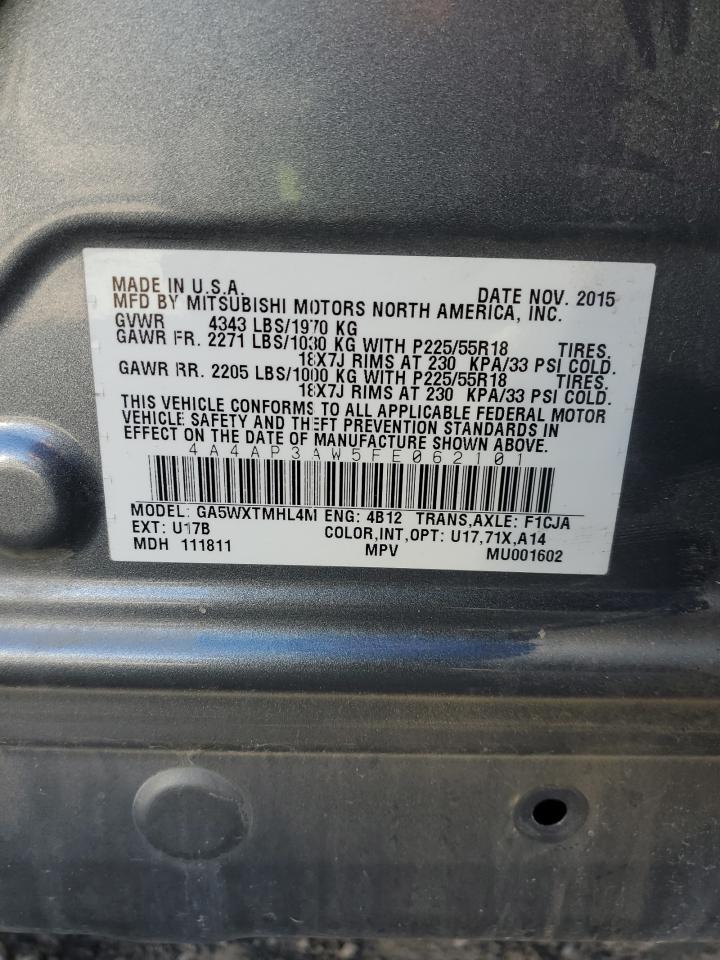 MADE IN U.S.A. DATE NOV. 2015
MFD BY MITSUBISHI MOTORS NORTH AMERICA, INC.
GVWR 4343 LBS/1970 KG
GAWR FR. 2271 LBS/1030 KG WITH P225/55R18 TIRES.
18X7J RIMS AT 230 KPA/33 PSI COLD.
GAWR RR. 2205 LBS/1000 KG WITH P225/55R18 TIRES.
18X7J RIMS AT 230 KPA/33 PSI COLD.
THIS VEHICLE CONFORMS TO ALL APPLICABLE FEDERAL MOTOR
VEHICLE SAFETY AND THEFT PREVENTION STANDARDS IN
EFFECT ON THE DATE OF MANUFACTURE SHOWN ABOVE.
4A4AP3AW5FE062101
MODEL: GA5WXTMHL4M ENG: 4B12 TRANS,AXLE: F1CJA
EXT: U17B COLOR,INT,OPT: U17,71X,A14
MDH 111811 MPV MU001602